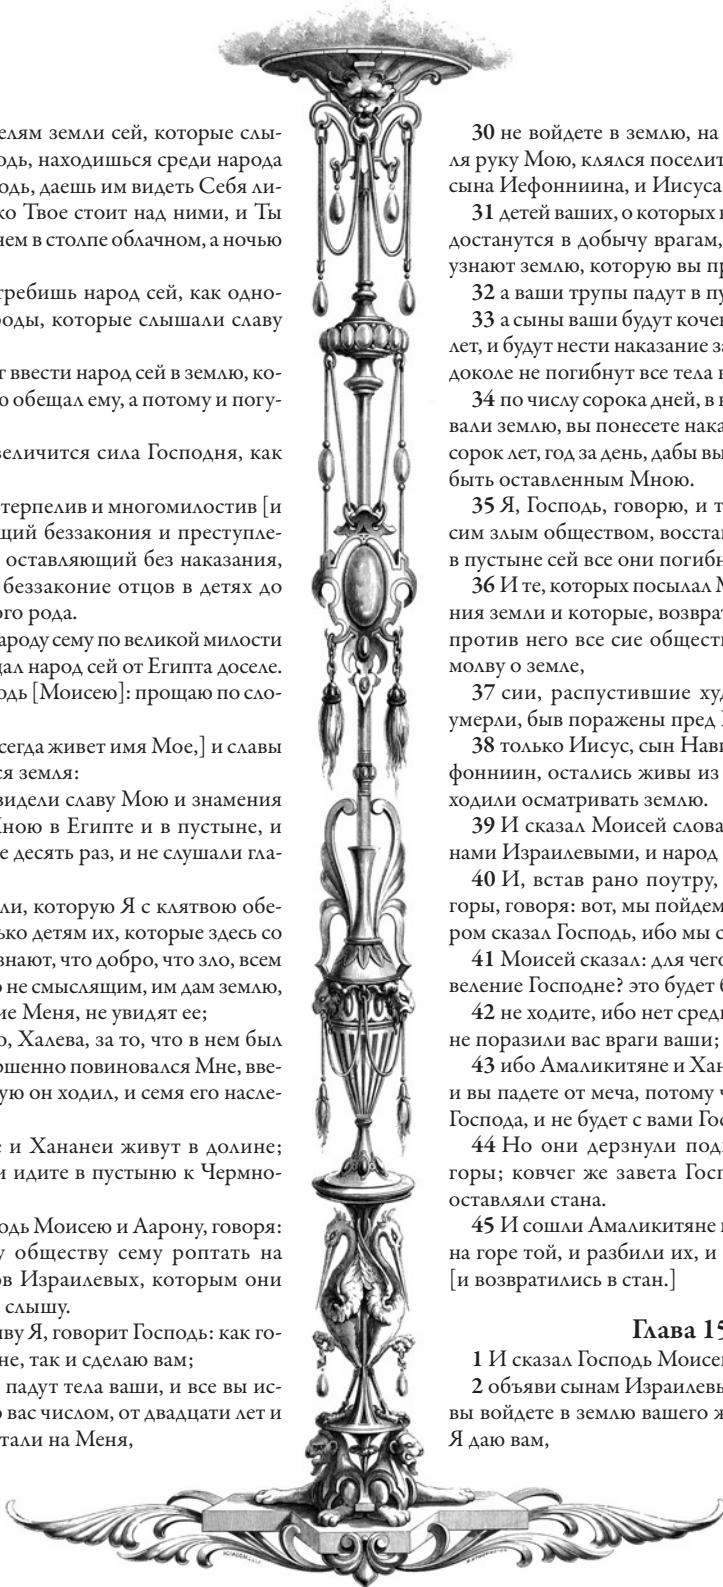 елям земли сей, которые слы-
одь, находишься среди народа
одь, даешь им видеть Себя ли-
ко Твое стоит над ними, и Ты
нем в столпе облачном, а ночью
требишь народ сей, как одно-
роды, которые слышали славу
г ввести народ сей в землю, ко-
ю обещал ему, а потому и погу-
величится сила Господня, как
терпелив и многомилостив [и
щий беззакония и преступле-
оставляющий без наказания,
беззаконие отцов в детях до
ого рода.
ароду сему по великой милости
цал народ сей от Египта доселе.
одь [Моисею]: прощаю по сло-
сегда живет имя Мое,] и славы
ся земля:
видели славу Мою и знамения
Мною в Египте и в пустыне, и
е десять раз, и не слушали гла-
ли, которую Я с клятвою обе-
ько детям их, которые здесь со
знают, что добро, что зло, всем
о не смыслящим, им дам землю,
ие Меня, не увидят ее;
о, Халева, за то, что в нем был
ршенно повиновался Мне, вве-
ую он ходил, и семя его насле-
е и Хананеи живут в долине;
и идите в пустыню к Чермно-
одь Моисею и Аарону, говоря:
у обществу сему роптать на
ов Израилевых, которым они
слышу.
иву Я, говорит Господь: как го-
не, так и сделаю вам;
падут тела ваши, и все вы ис-
о вас числом, от двадцати лет и
тали на Меня,
30 не войдете в землю, на
ля руку Мою, клялся поселит
сына Иефонниина, и Иисуса
31 детей ваших, о которых в
достанутся в добычу врагам,
узнают землю, которую вы пр
32 а ваши трупы падут в пу
33 а сыны ваши будут кочев
лет, и будут нести наказание за
доколе не погибнут все тела в
34 по числу сорока дней, в к
вали землю, вы понесете нака
сорок лет, год за день, дабы вы
быть оставленным Мною.
35 Я, Господь, говорю, и т
сим злым обществом, восста
в пустыне сей все они погибн
36 И те, которых посылал М
ния земли и которые, возврат
против него все сие обществ
молву о земле,
37 сии, распустившие худ
умерли, быв поражены пред
38 только Иисус, сын Нави
фонниин, остались живы из
ходили осматривать землю.
39 И сказал Моисей слова
нами Израилевыми, и народ
40 И, встав рано поутру,
горы, говоря: вот, мы пойдем
ром сказал Господь, ибо мы с
41 Моисей сказал: для чего
веление Господне? это будет б
42 не ходите, ибо нет среди
не поразили вас враги ваши;
43 ибо Амаликитяне и Хан
и вы падете от меча, потому ч
Господа, и не будет с вами Гос
44 Но они дерзнули подн
горы; ковчег же завета Госп
оставляли стана.
45 И сошли Амаликитяне и
на горе той, и разбили их, и
[и возвратились в стан.]
Глава 15
1 И сказал Господь Моисею
2 объяви сынам Израилевы
вы войдете в землю вашего ж
Я даю вам,